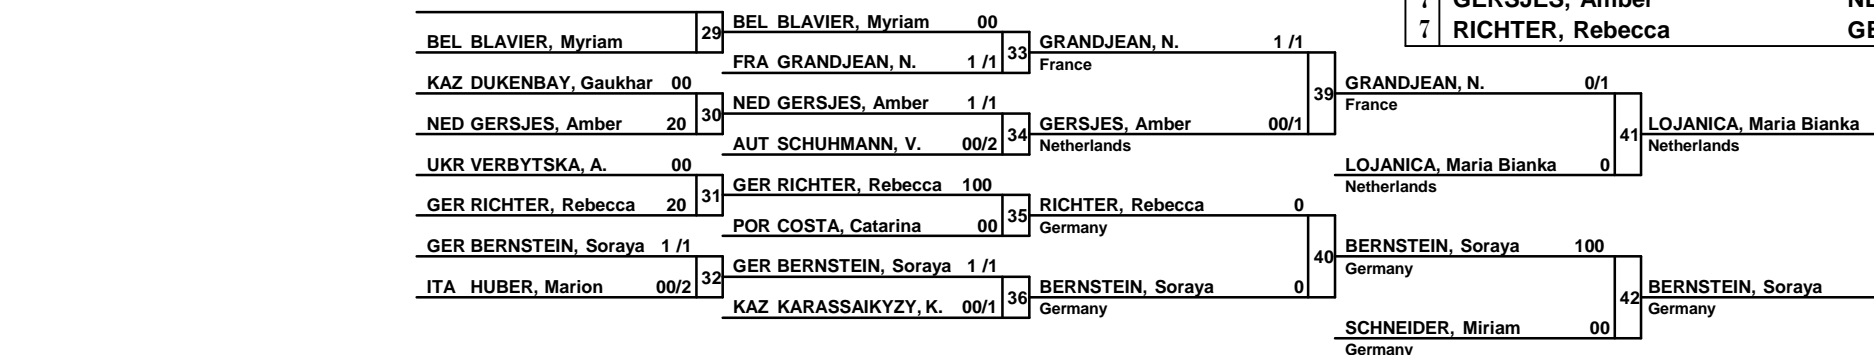 7 GERSJES, Amber
7 RICHTER, Rebecca
BEL BLAVIER, Myriam
29
KAZ DUKENBAY, Gaukhar 00
30
NED GERSJES, Amber 20
UKR VERBYTSKA, A. 00
31
GER RICHTER, Rebecca 20
GER BERNSTEIN, Soraya 1 /1
32
ITA HUBER, Marion 00/2
BEL BLAVIER, Myriam 00
33
FRA GRANDJEAN, N. 1 /1
NED GERSJES, Amber 1 /1
34
AUT SCHUHMANN, V. 00/2
GER RICHTER, Rebecca 100
35
POR COSTA, Catarina 00
GER BERNSTEIN, Soraya 1 /1
36
KAZ KARASSAIKYZY, K. 00/1
GRANDJEAN, N. 1 /1
France
39
GERSJES, Amber 00/1
Netherlands
RICHTER, Rebecca 0
Germany
40
BERNSTEIN, Soraya 0
Germany
GRANDJEAN, N. 0/1
France
41
LOJANICA, Maria Bianka 0
Netherlands
BERNSTEIN, Soraya 100
Germany
42
SCHNEIDER, Miriam 00
Germany
LOJANICA, Maria Bianka
Netherlands
BERNSTEIN, Soraya
Germany